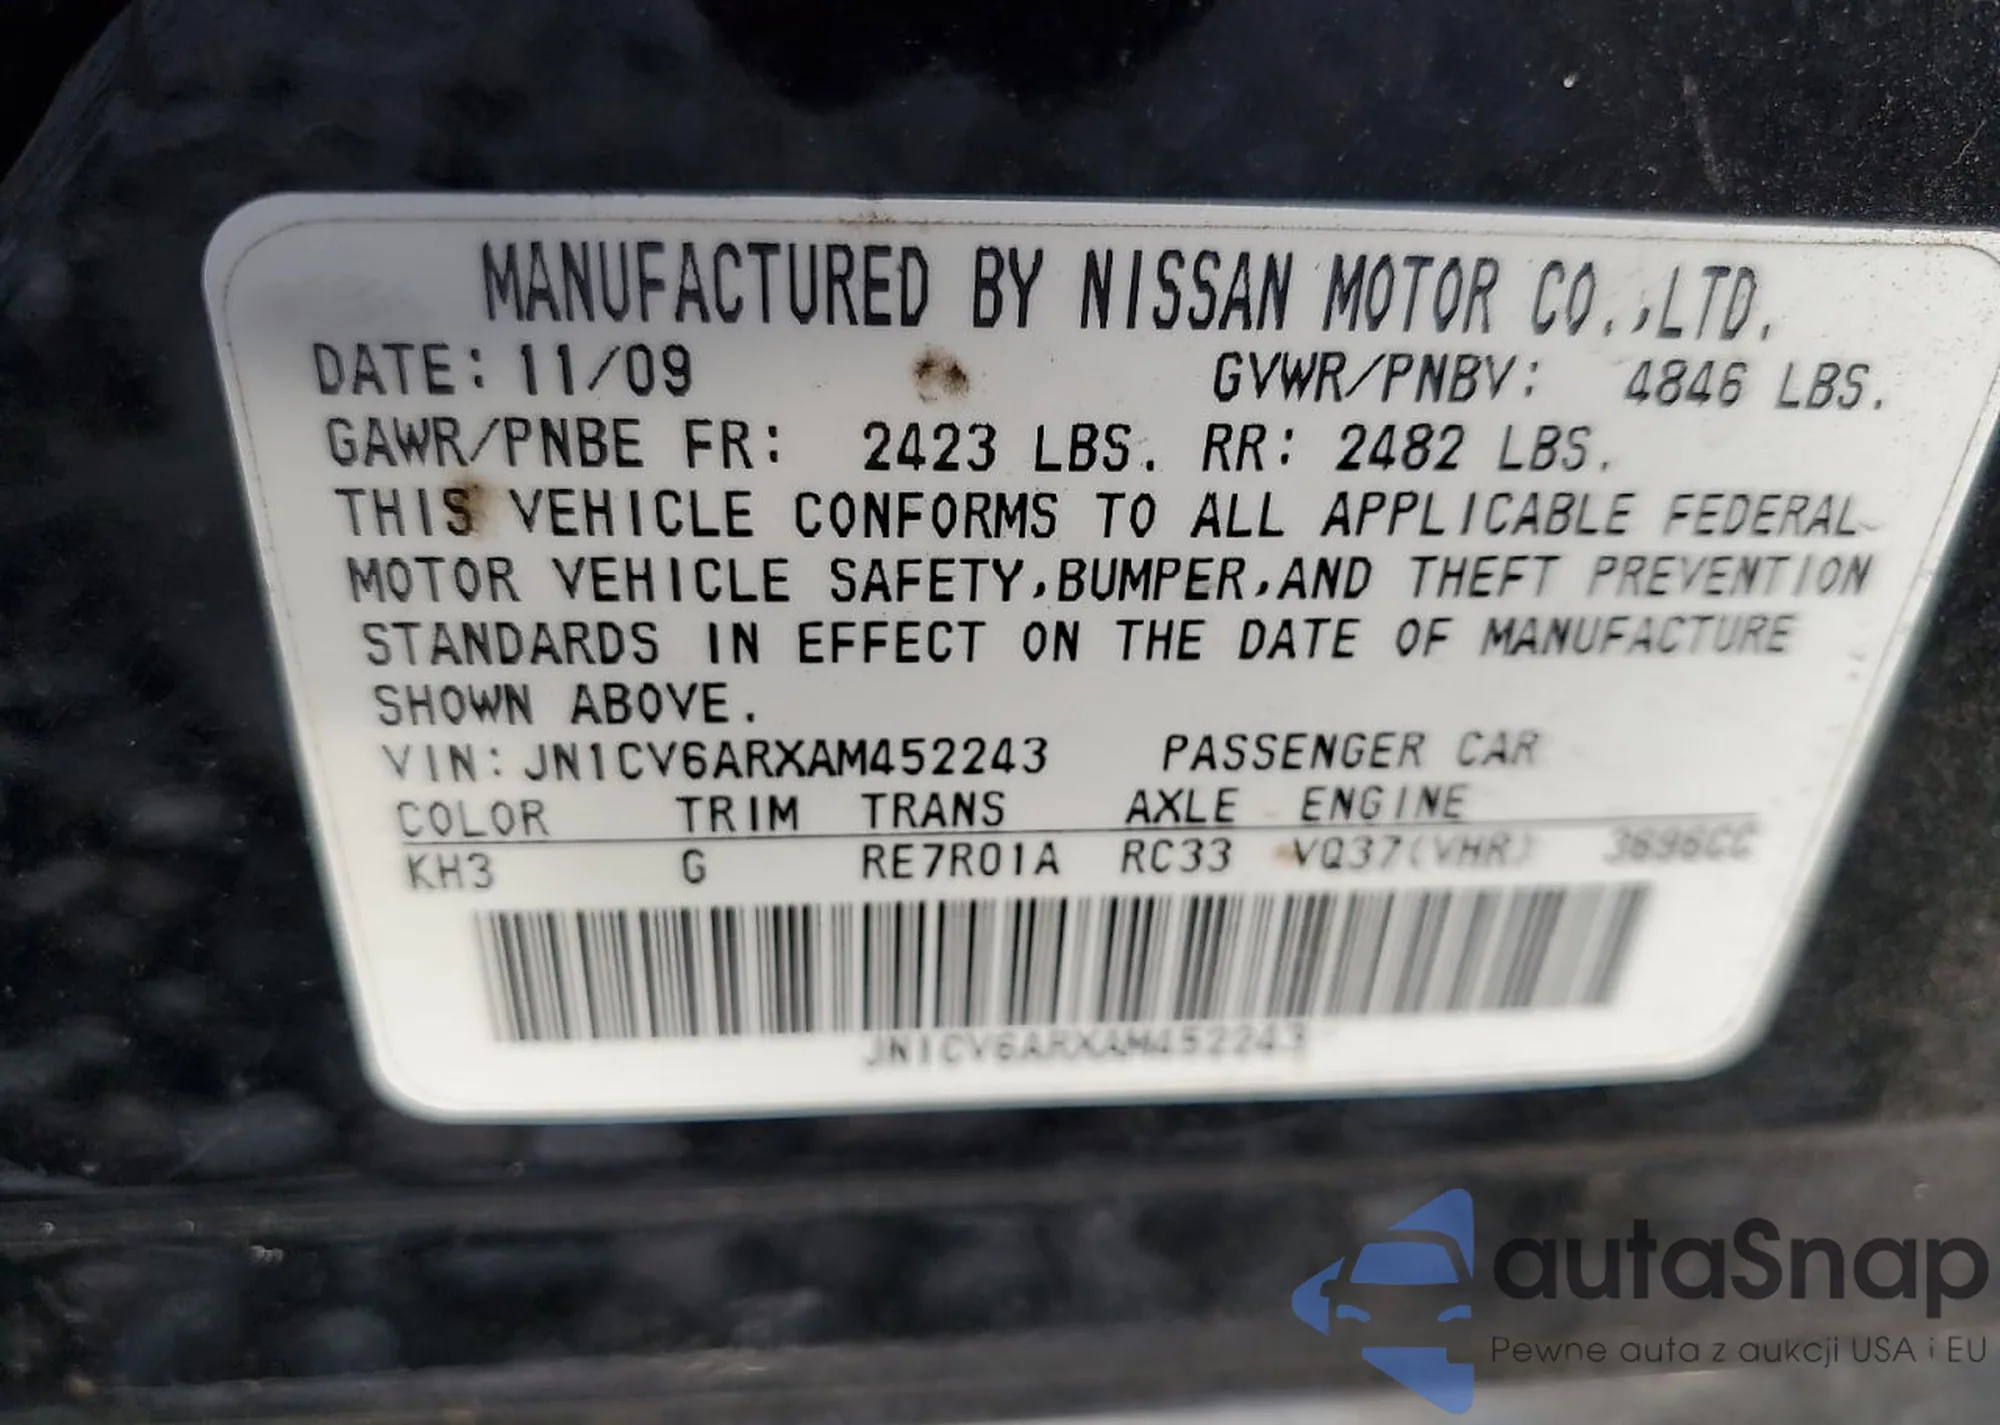 MANUFACTURED BY NISSAN MOTOR CO.,LTD.
DATE: 11/09 GVWR/PNBV: 4846 LBS.
GAWR/PNBE FR: 2423 LBS. RR: 2482 LBS.
THIS VEHICLE CONFORMS TO ALL APPLICABLE FEDERAL
MOTOR VEHICLE SAFETY,BUMPER,AND THEFT PREVENTION
STANDARDS IN EFFECT ON THE DATE OF MANUFACTURE
SHOWN ABOVE.
VIN: JN1CV6ARXAM452243 PASSENGER CAR
COLOR TRIM TRANS AXLE ENGINE
KH3 G RE7R01A RC33 VQ37(VHR) 3696CC
JN1CV6ARXAM452243
autaSnap
Pewne auta z aukcji USA i EU